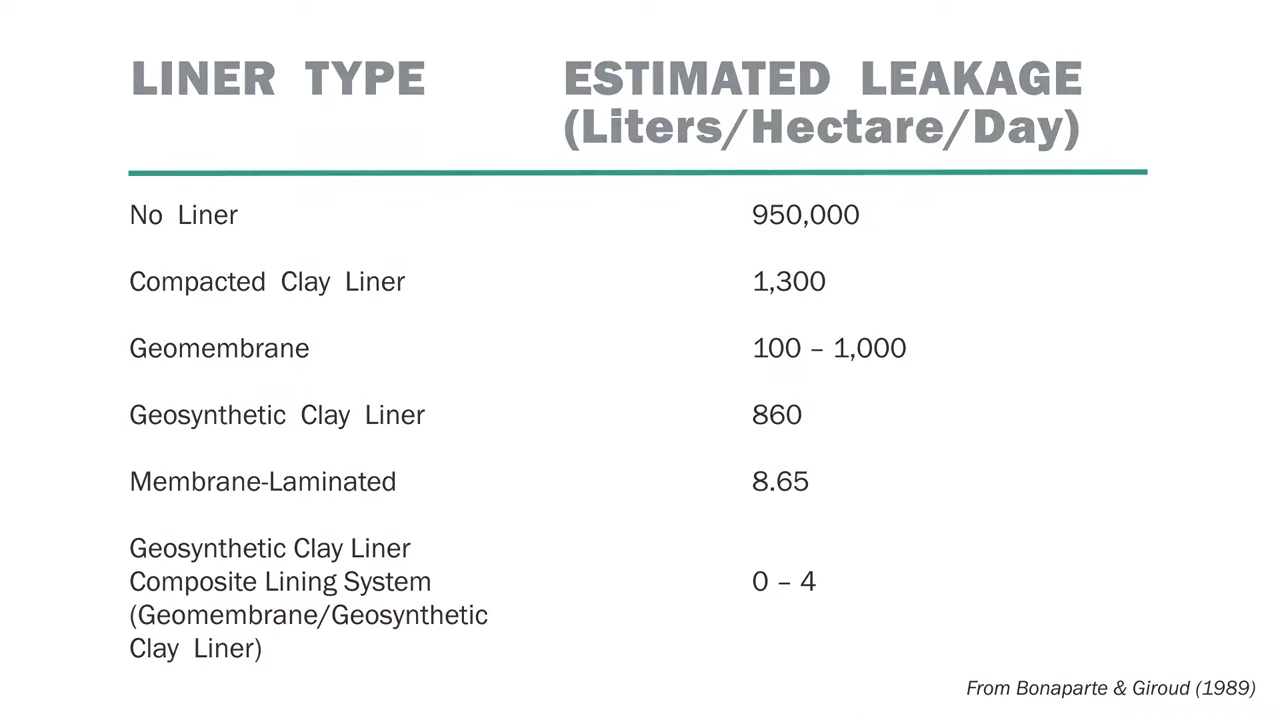 LINER TYPE ESTIMATED LEAKAGE
(Liters/Hectare/Day)
No Liner 950,000
Compacted Clay Liner 1,300
Geomembrane 100 – 1,000
Geosynthetic Clay Liner 860
Membrane-Laminated 8.65
Geosynthetic Clay Liner
Composite Lining System 0 – 4
(Geomembrane/Geosynthetic
Clay Liner)
From Bonaparte & Giroud (1989)